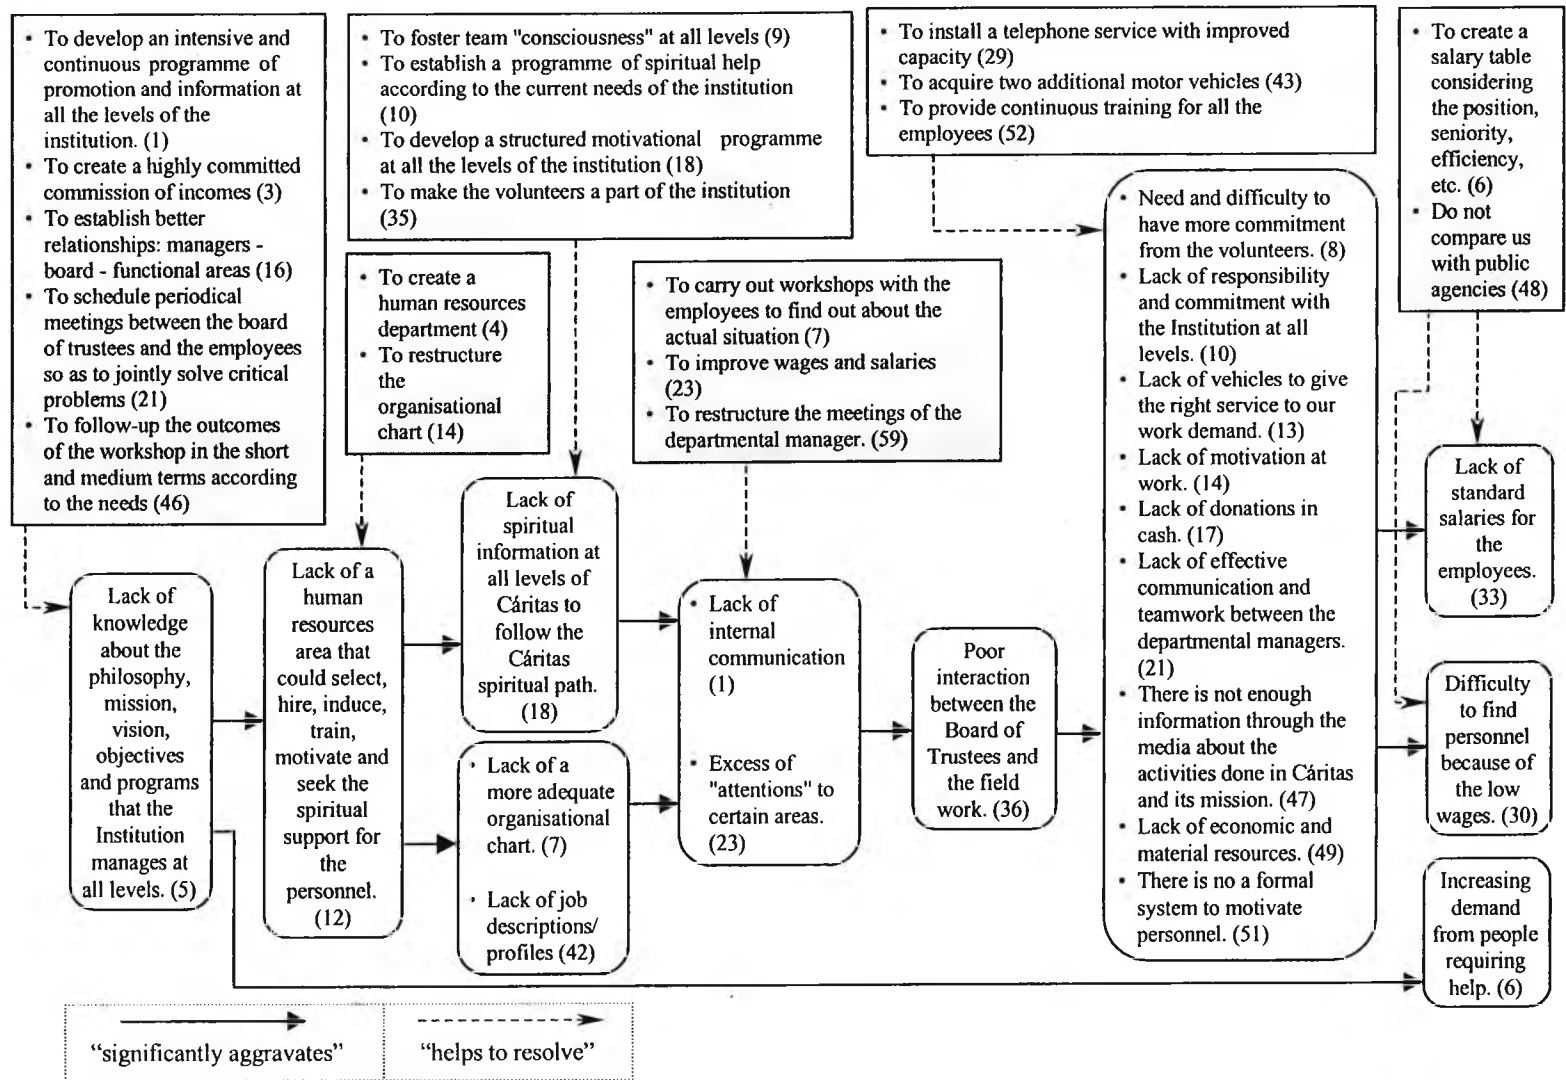 • To develop an intensive and
continuous programme of
promotion and information at
all the levels of the
institution. (1)
• To create a highly committed
commission of incomes (3)
• To establish better
relationships: managers -
board - functional areas (16)
• To schedule periodical
meetings between the board
of trustees and the employees
so as to jointly solve critical
problems (21)
• To follow-up the outcomes
of the workshop in the short
and medium terms according
to the needs (46)
• To foster team "consciousness" at all levels (9)
• To establish a programme of spiritual help
according to the current needs of the institution
(10)
• To develop a structured motivational programme
at all the levels of the institution (18)
• To make the volunteers a part of the institution
(35)
• To install a telephone service with improved
capacity (29)
• To acquire two additional motor vehicles (43)
• To provide continuous training for all the
employees (52)
• To create a
salary table
considering
the position,
seniority,
efficiency,
etc. (6)
• Do not
compare us
with public
agencies (48)
• To create a
human resources
department (4)
• To restructure
the
organisational
chart (14)
• To carry out workshops with the
employees to find out about the
actual situation (7)
• To improve wages and salaries
(23)
• To restructure the meetings of the
departmental manager. (59)
Lack of
knowledge
about the
philosophy,
mission,
vision,
objectives
and programs
that the
Institution
manages at
all levels. (5)
Lack of a
human
resources
area that
could select,
hire, induce,
train,
motivate and
seek the
spiritual
support for
the
personnel.
(12)
Lack of
spiritual
information at
all levels of
Cáritas to
follow the
Cáritas
spiritual path.
(18)
• Lack of a
more adequate
organisational
chart. (7)
• Lack of job
descriptions/
profiles (42)
• Lack of
internal
communication
(1)
• Excess of
"attentions" to
certain areas.
(23)
Poor
interaction
between the
Board of
Trustees and
the field
work. (36)
• Need and difficulty to
have more commitment
from the volunteers. (8)
• Lack of responsibility
and commitment with
the Institution at all
levels. (10)
• Lack of vehicles to give
the right service to our
work demand. (13)
• Lack of motivation at
work. (14)
• Lack of donations in
cash. (17)
• Lack of effective
communication and
teamwork between the
departmental managers.
(21)
• There is not enough
information through the
media about the
activities done in Cáritas
and its mission. (47)
• Lack of economic and
material resources. (49)
• There is no a formal
system to motivate
personnel. (51)
Lack of
standard
salaries for
the
employees.
(33)
Difficulty
to find
personnel
because of
the low
wages. (30)
Increasing
demand
from people
requiring
help. (6)
"significantly aggravates"
"helps to resolve"